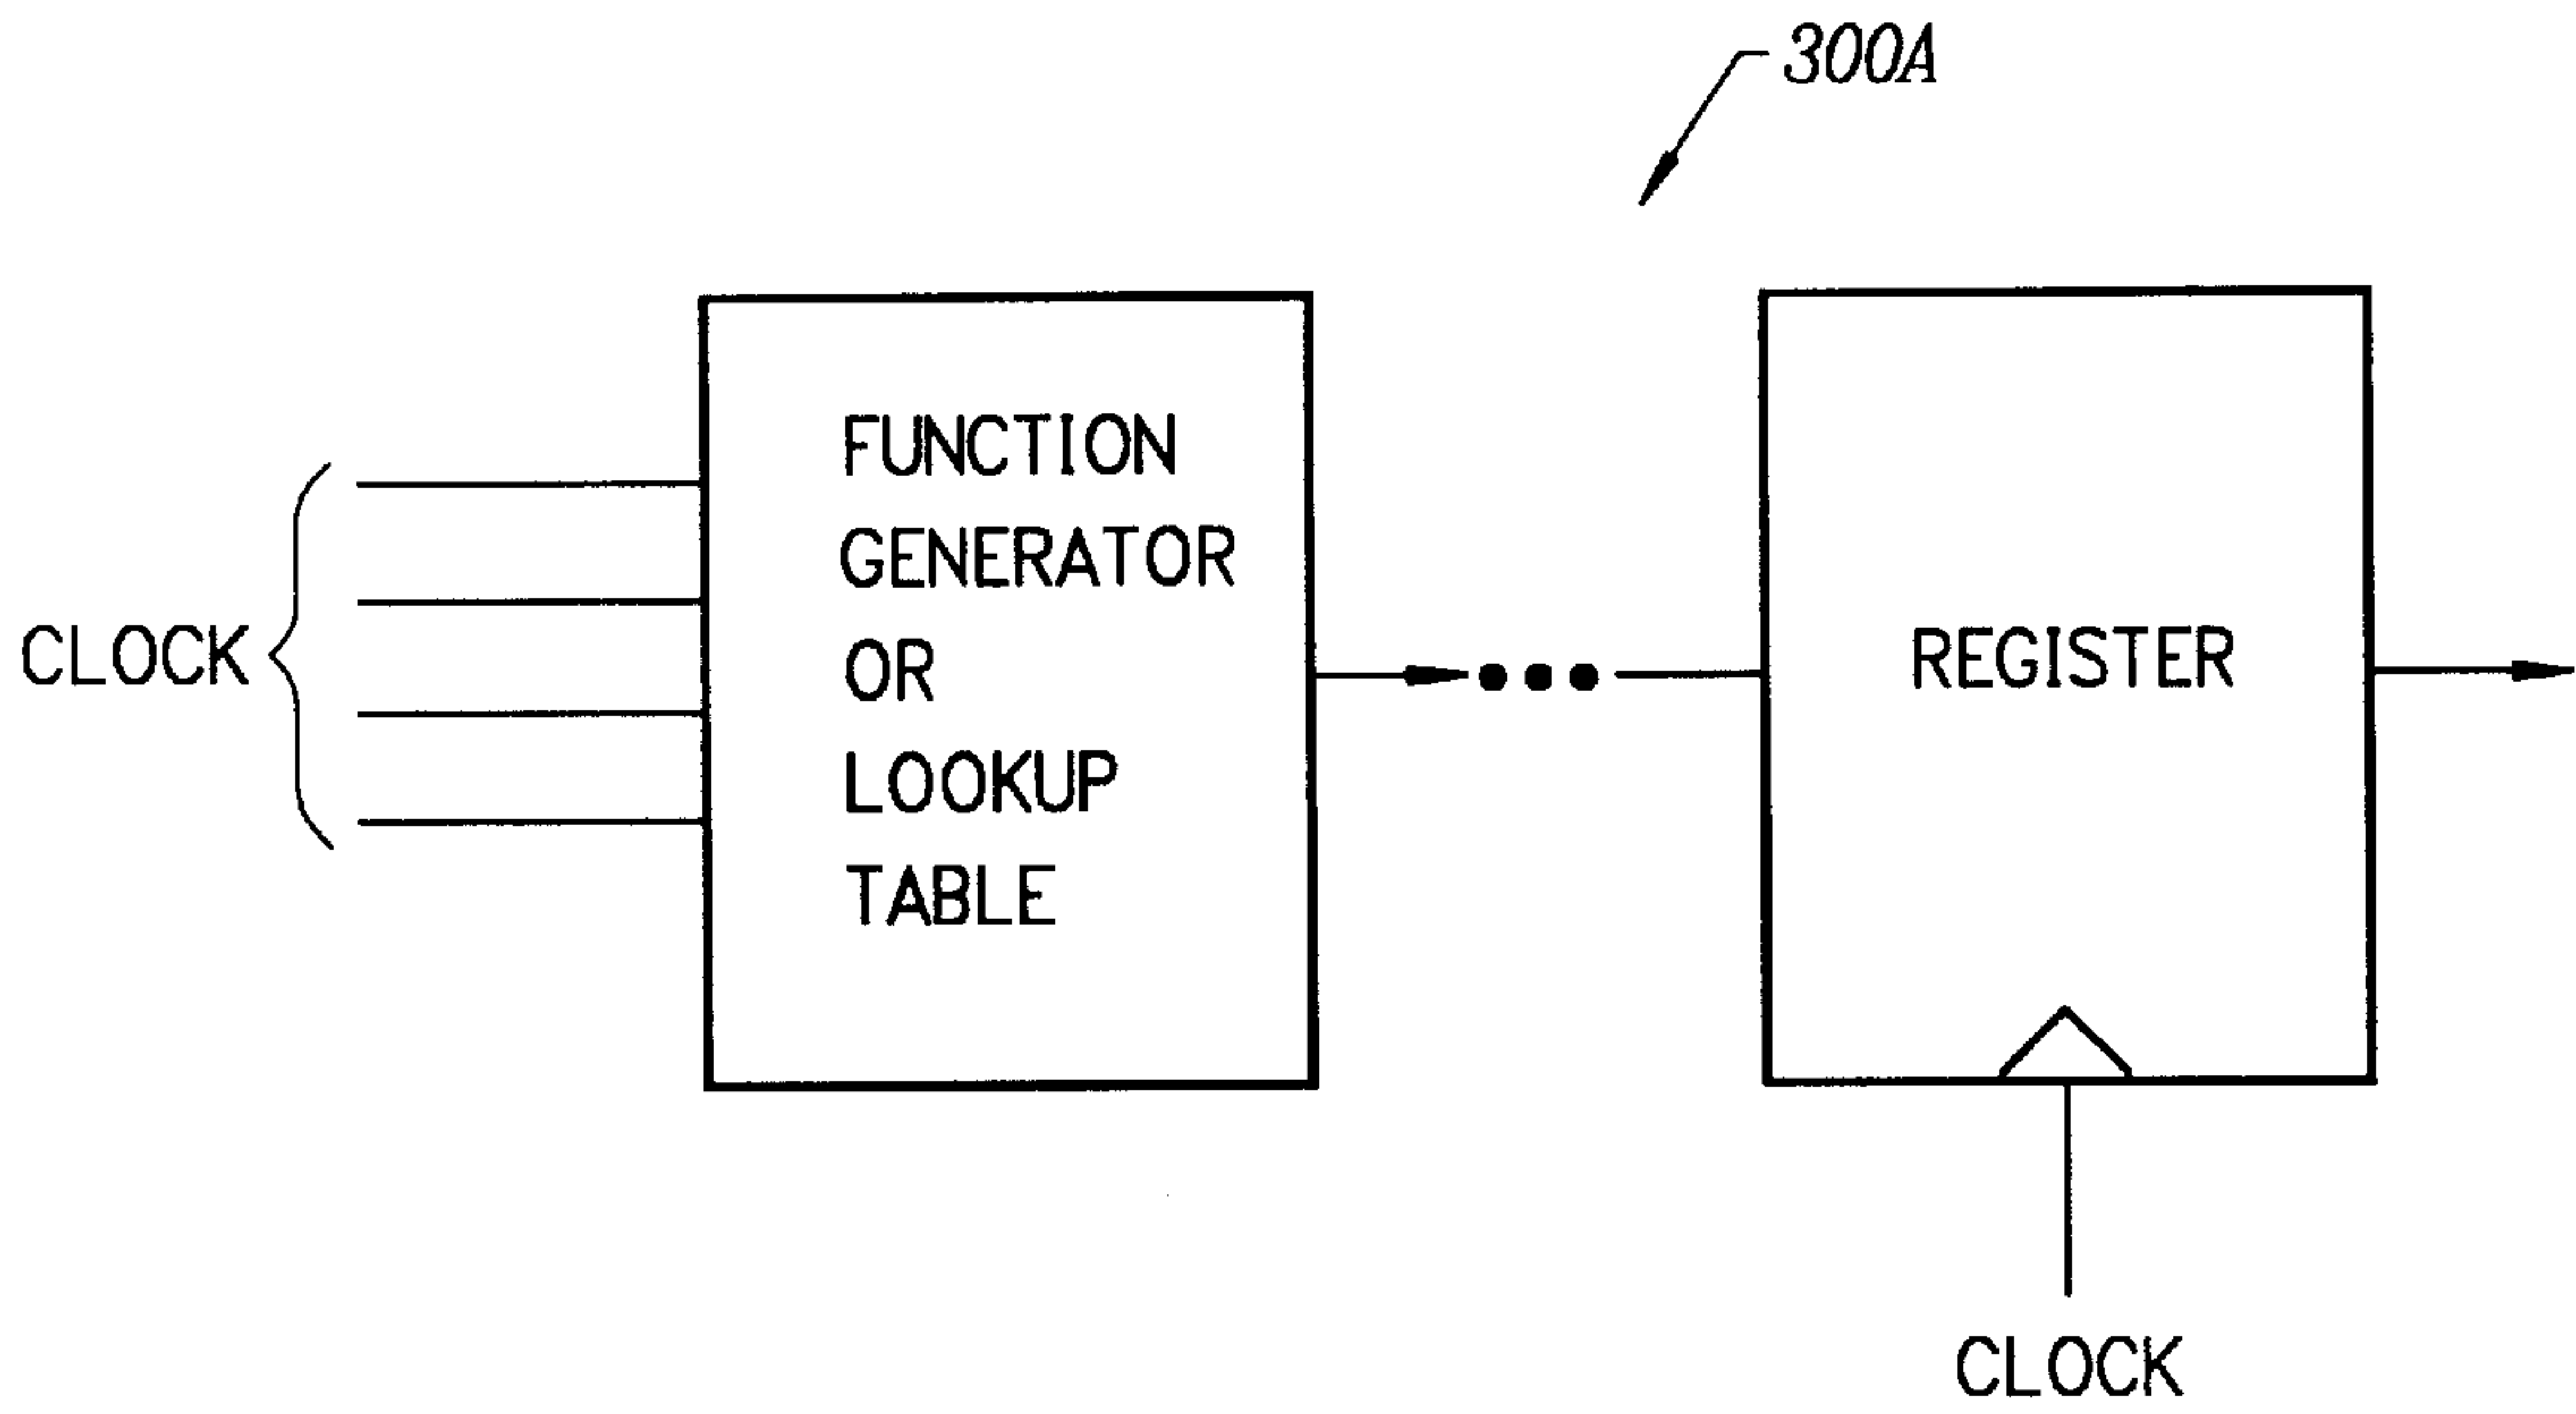 300A
FUNCTION
GENERATOR
OR
LOOKUP
TABLE
CLOCK
REGISTER
CLOCK